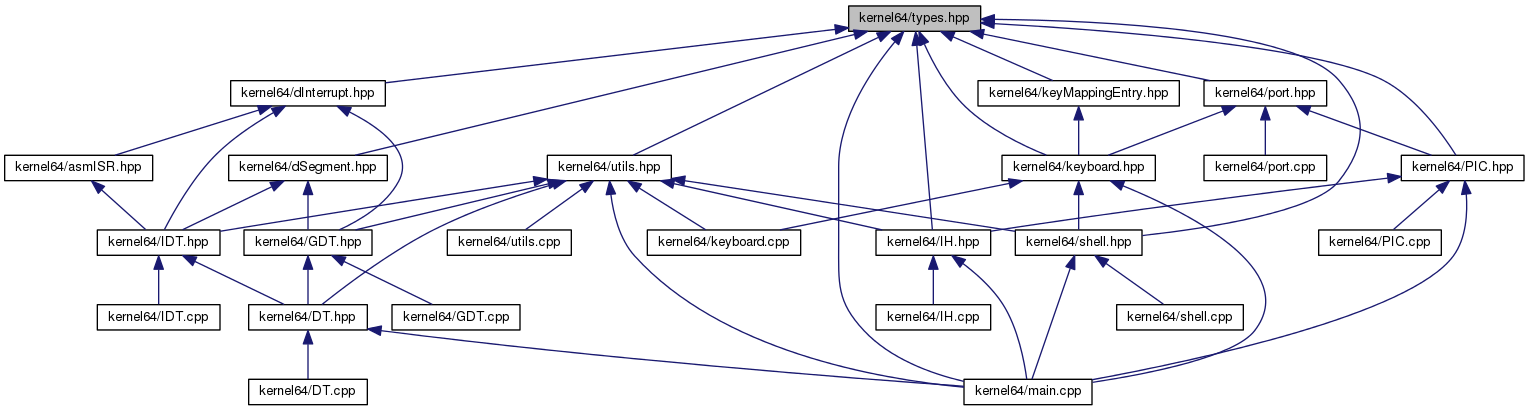 kernel64/types.hpp
kernel64/dInterrupt.hpp
kernel64/keyMappingEntry.hpp
kernel64/port.hpp
kernel64/asmISR.hpp
kernel64/dSegment.hpp
kernel64/utils.hpp
kernel64/keyboard.hpp
kernel64/port.cpp
kernel64/PIC.hpp
kernel64/IDT.hpp
kernel64/GDT.hpp
kernel64/utils.cpp
kernel64/keyboard.cpp
kernel64/IH.hpp
kernel64/shell.hpp
kernel64/PIC.cpp
kernel64/IDT.cpp
kernel64/DT.hpp
kernel64/GDT.cpp
kernel64/IH.cpp
kernel64/shell.cpp
kernel64/DT.cpp
kernel64/main.cpp